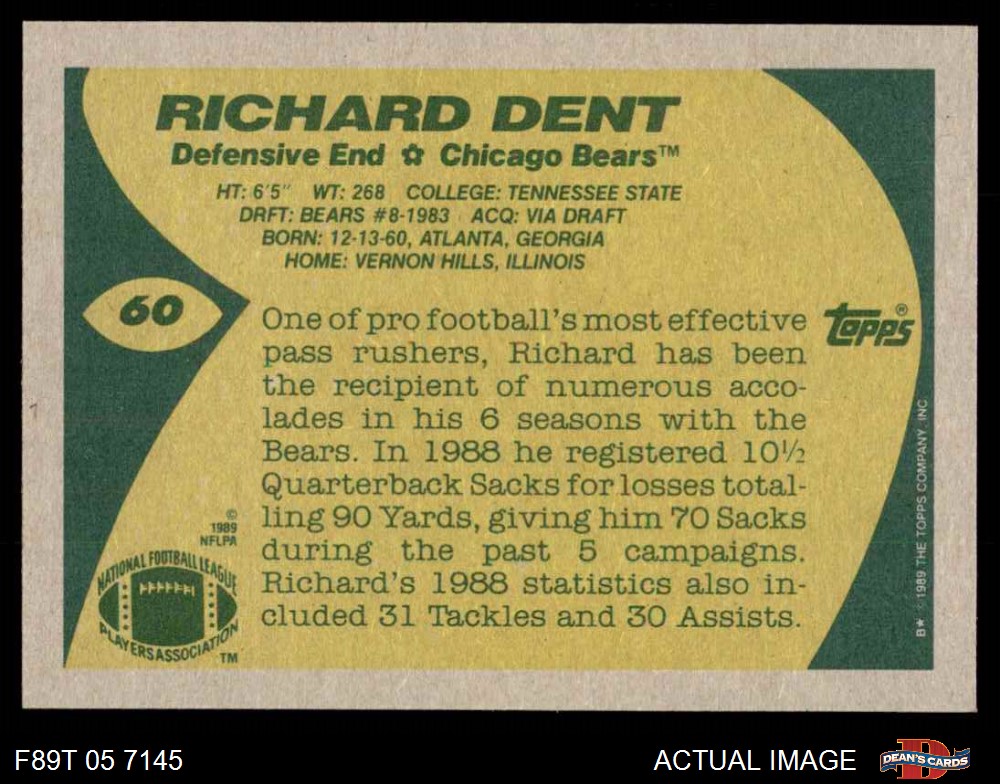 RICHARD DENT
Defensive End ✩ Chicago Bears™
HT: 6'5" WT: 268 COLLEGE: TENNESSEE STATE
DRFT: BEARS #8-1983 ACQ: VIA DRAFT
BORN: 12-13-60, ATLANTA, GEORGIA
HOME: VERNON HILLS, ILLINOIS
60
One of pro football's most effective
pass rushers, Richard has been
the recipient of numerous acco-
lades in his 6 seasons with the
Bears. In 1988 he registered 10½
Quarterback Sacks for losses total-
ling 90 Yards, giving him 70 Sacks
during the past 5 campaigns.
Richard's 1988 statistics also in-
cluded 31 Tackles and 30 Assists.
topps®
B★ ©1989 THE TOPPS COMPANY, INC.
©
1989
NFLPA
NATIONAL FOOTBALL LEAGUE
PLAYERS ASSOCIATION
TM
F89T 05 7145
ACTUAL IMAGE
DEAN'S CARDS